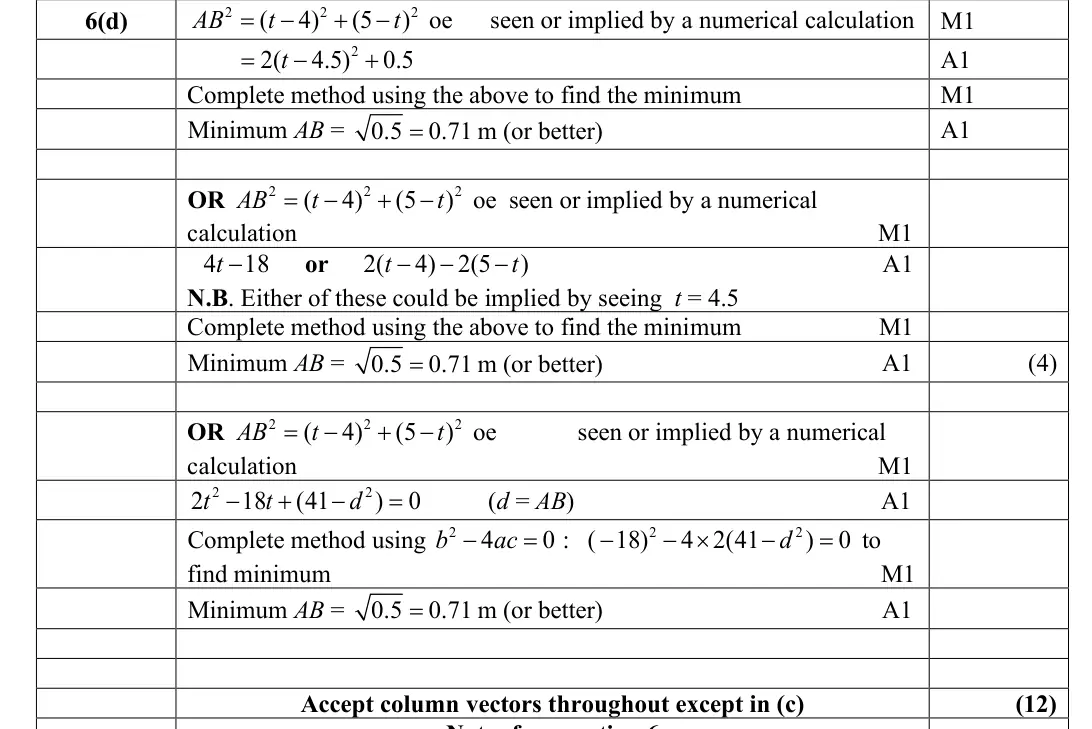 6(d) AB² = (t − 4)² + (5 − t)² oe seen or implied by a numerical calculation M1
= 2(t − 4.5)² + 0.5 A1
Complete method using the above to find the minimum M1
Minimum AB = √0.5 = 0.71 m (or better) A1
OR AB² = (t − 4)² + (5 − t)² oe seen or implied by a numerical
calculation M1
4t − 18 or 2(t − 4) − 2(5 − t) A1
N.B. Either of these could be implied by seeing t = 4.5
Complete method using the above to find the minimum M1
Minimum AB = √0.5 = 0.71 m (or better) A1 (4)
OR AB² = (t − 4)² + (5 − t)² oe seen or implied by a numerical
calculation M1
2t² − 18t + (41 − d²) = 0 (d = AB) A1
Complete method using b² − 4ac = 0 : (−18)² − 4 × 2(41 − d²) = 0 to
find minimum M1
Minimum AB = √0.5 = 0.71 m (or better) A1
Accept column vectors throughout except in (c) (12)